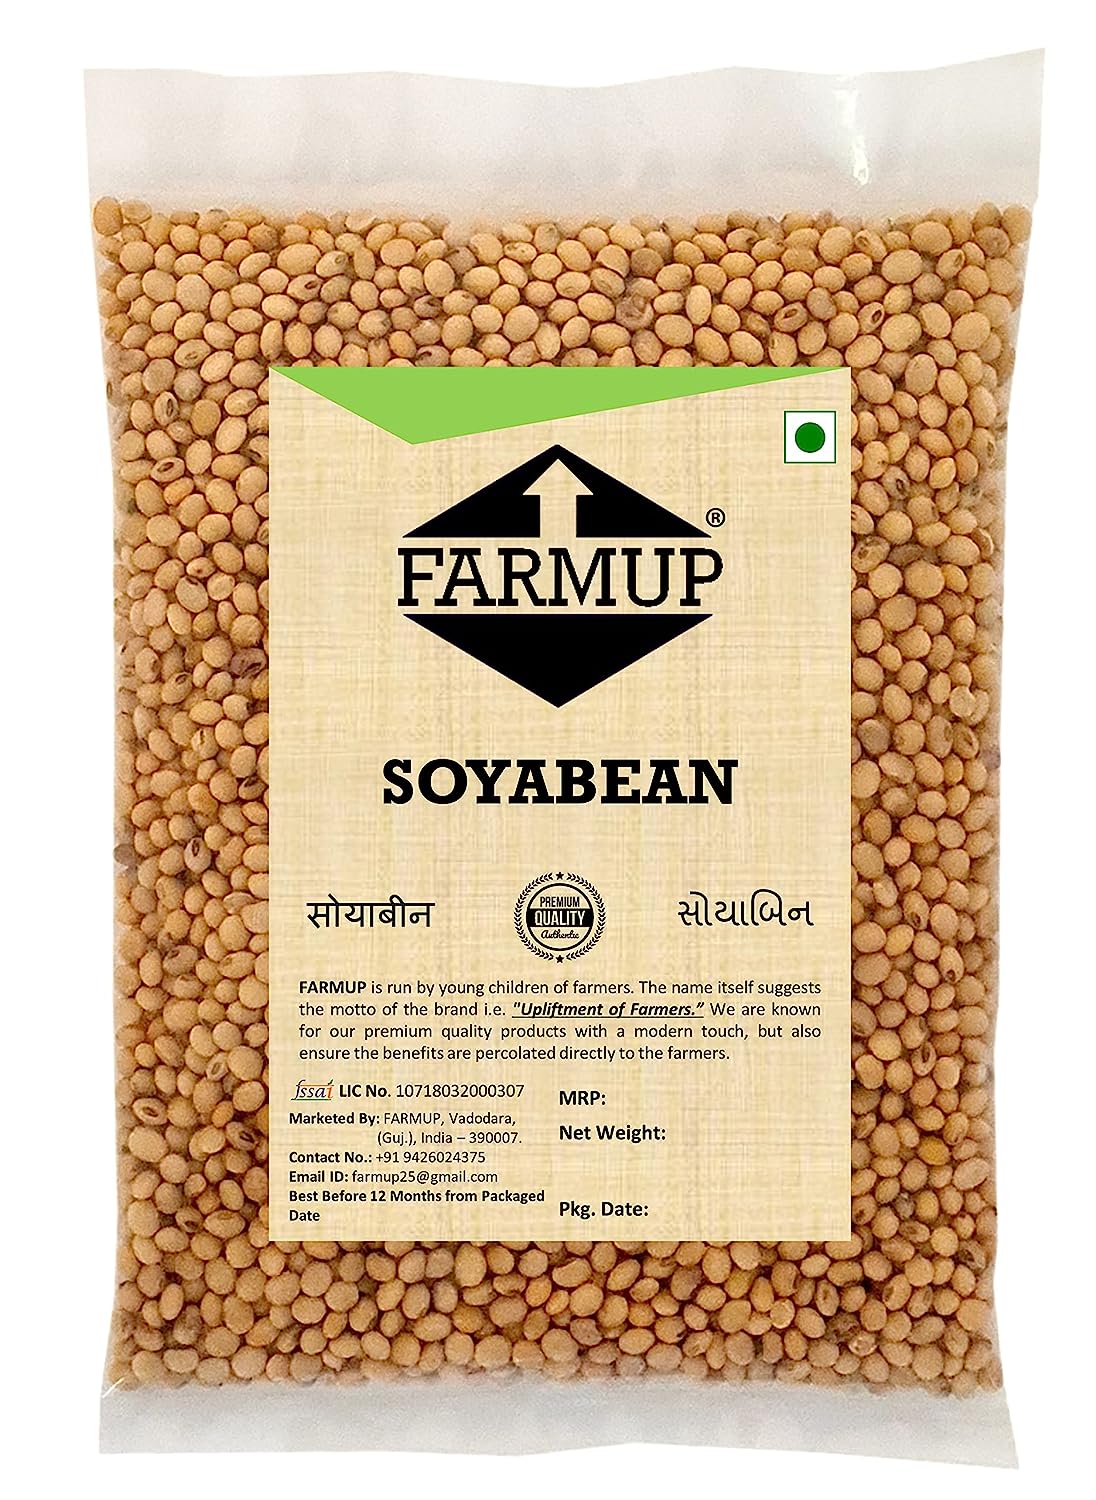 FARMUP ®
SOYABEAN
सोयाबीन
PREMIUM
QUALITY
Authentic
સોયાબિન
FARMUP is run by young children of farmers. The name itself suggests
the motto of the brand i.e. "Upliftment of Farmers.” We are known
for our premium quality products with a modern touch, but also
ensure the benefits are percolated directly to the farmers.
fssai LIC No. 10718032000307
Marketed By: FARMUP, Vadodara,
(Guj.), India – 390007.
Contact No.: +91 9426024375
Email ID: farmup25@gmail.com
Best Before 12 Months from Packaged
Date
MRP:
Net Weight:
Pkg. Date: